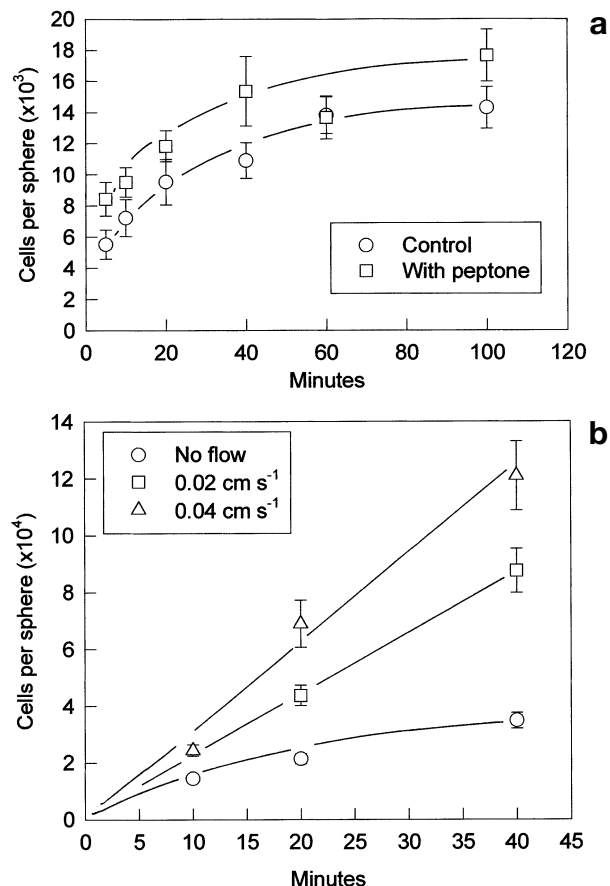 a
20
18
16
14
12
10
8
6
4
2
0
Cells per sphere (x10³)
Control
With peptone
0 20 40 60 80 100 120
Minutes
b
14
12
10
8
6
4
2
0
Cells per sphere (x10⁴)
No flow
0.02 cm s⁻¹
0.04 cm s⁻¹
0 5 10 15 20 25 30 35 40 45
Minutes